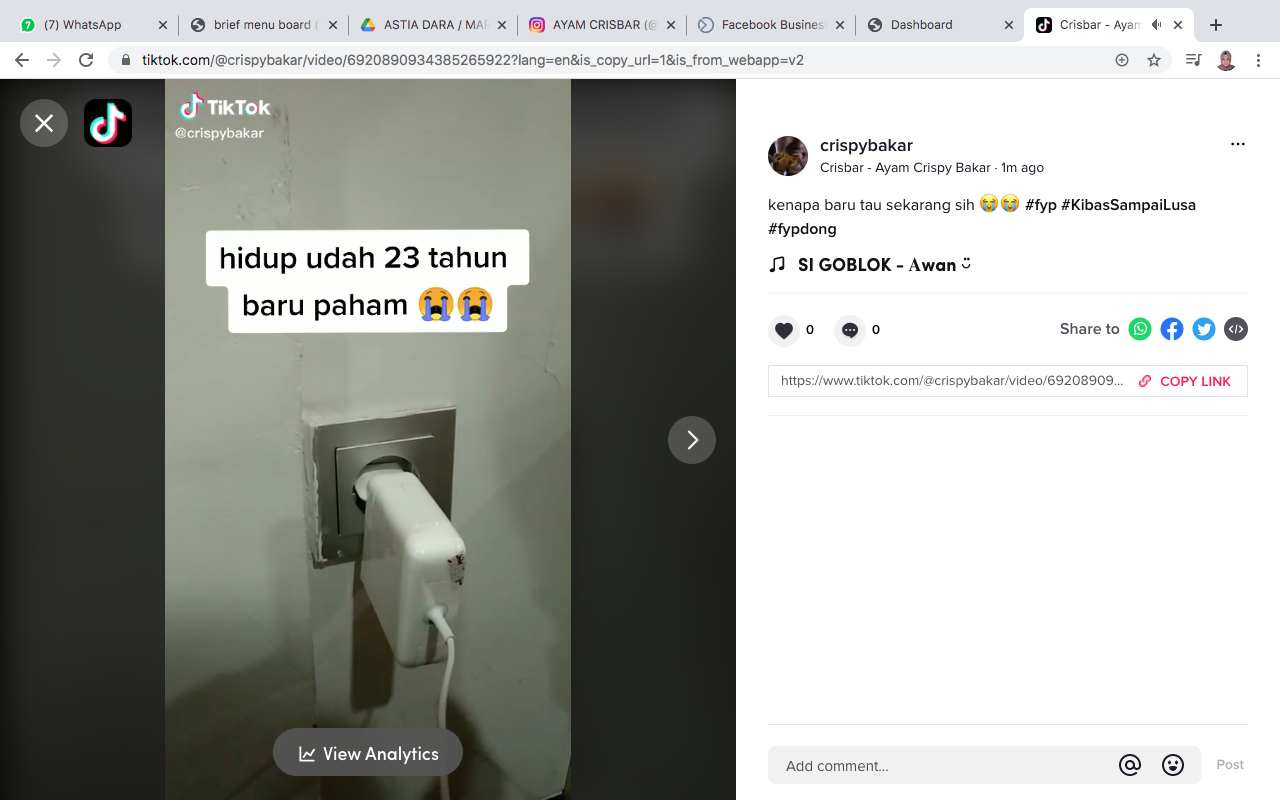 (7) WhatsApp
brief menu board (
ASTIA DARA / MAR
AYAM CRISBAR (@
Facebook Business
Dashboard
Crisbar - Ayam
tiktok.com/@crispybakar/video/6920890934385265922?lang=en&is_copy_url=1&is_from_webapp=v2
TikTok
@crispybakar
hidup udah 23 tahun
baru paham 😭😭
View Analytics
crispybakar
Crisbar - Ayam Crispy Bakar · 1m ago
kenapa baru tau sekarang sih 😭😭 #fyp #KibasSampaiLusa
#fypdong
SI GOBLOK - Awan ڻ
0
0
Share to
https://www.tiktok.com/@crispybakar/video/69208909...
COPY LINK
Add comment...
Post